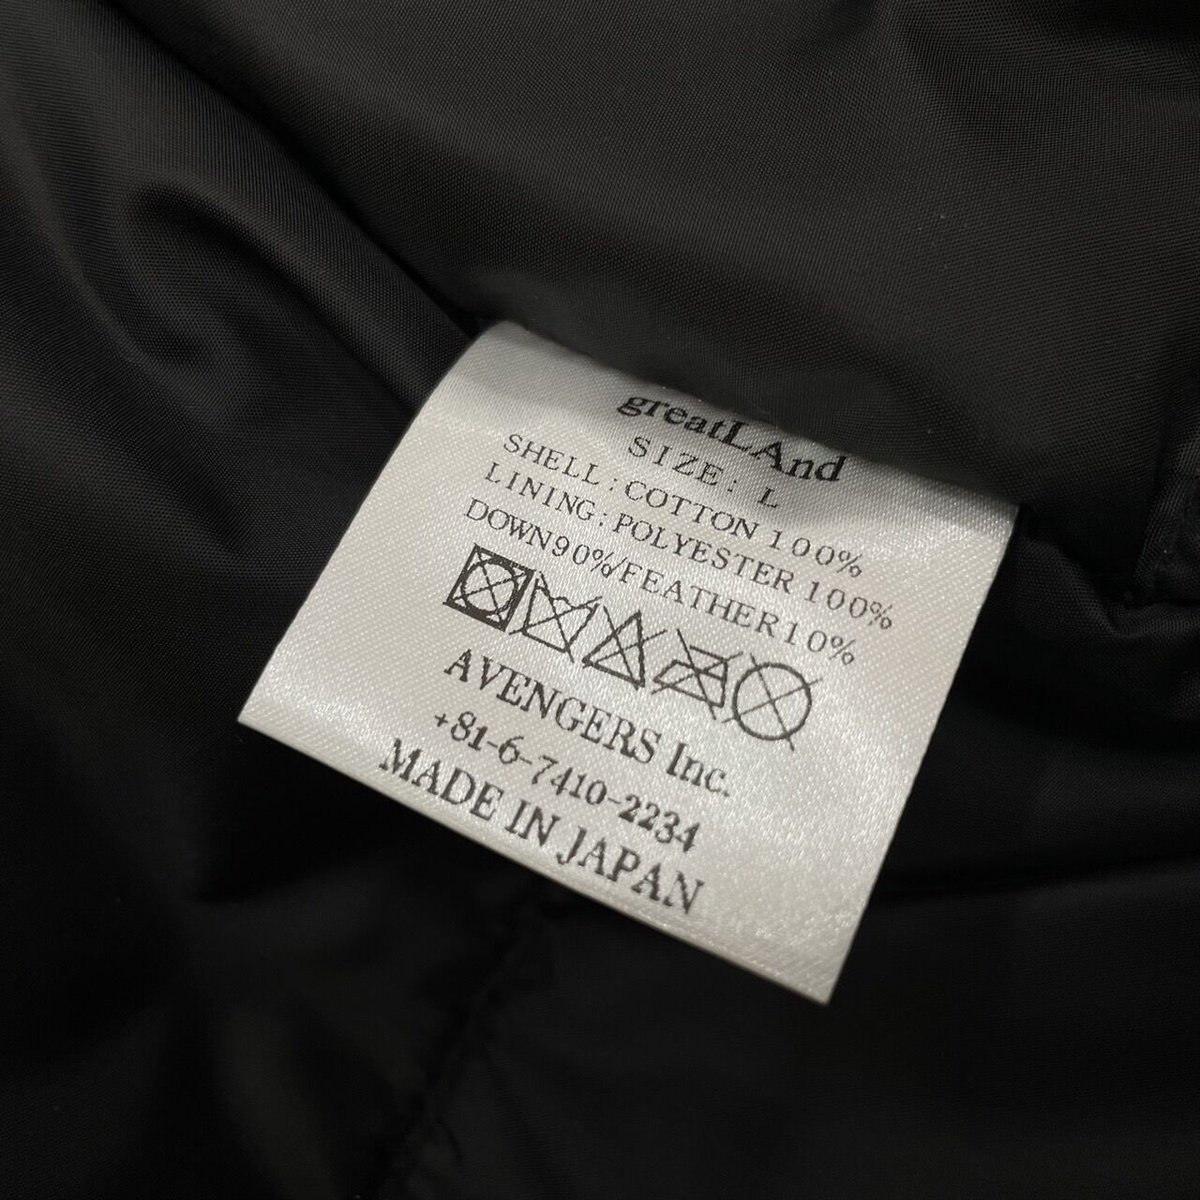 greatLAnd
SIZE: L
SHELL:COTTON 100%
LINING:POLYESTER 100%
DOWN90%/FEATHER10%
AVENGERS Inc.
+81-6-7410-2234
MADE IN JAPAN